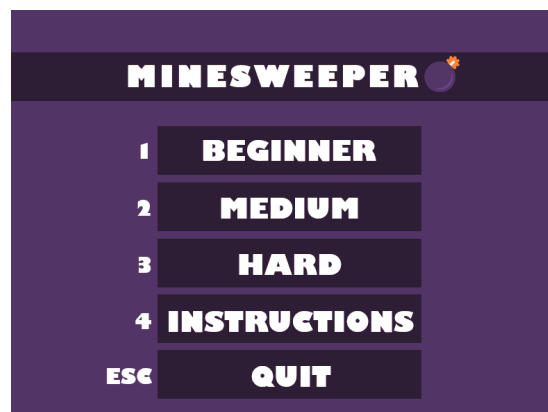 MINESWEEPER
1 BEGINNER
2 MEDIUM
3 HARD
4 INSTRUCTIONS
ESC QUIT